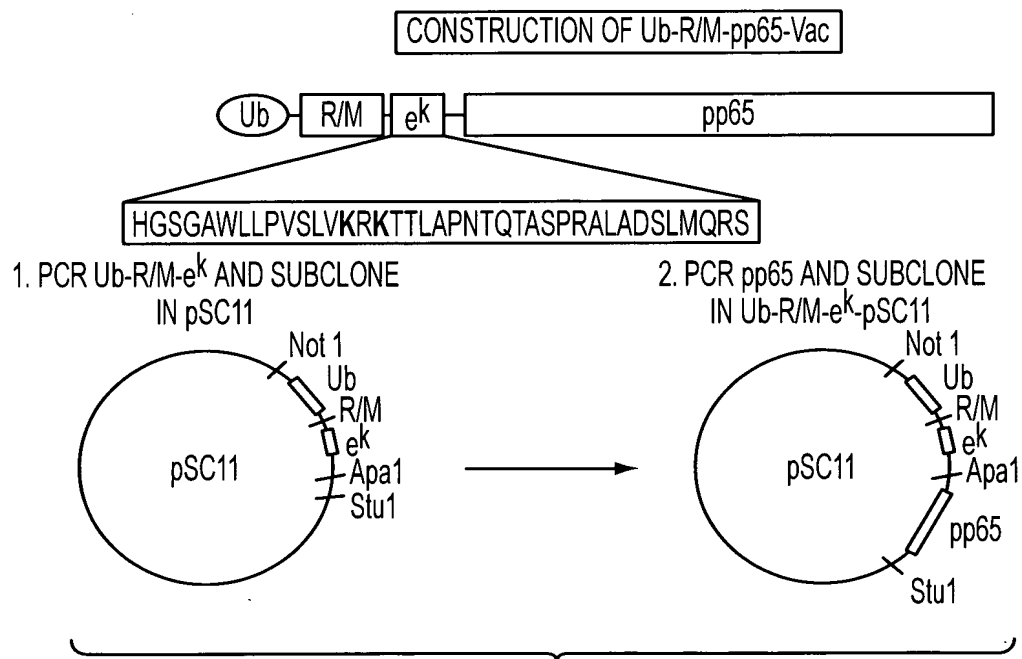 CONSTRUCTION OF Ub-R/M-pp65-Vac
Ub R/M e^k pp65
HGSGAWLLPVSLVKRKTTLAPNTQTASPRALADSLMQRS
1. PCR Ub-R/M-e^k AND SUBCLONE
IN pSC11
2. PCR pp65 AND SUBCLONE
IN Ub-R/M-e^k-pSC11
Not 1
Ub
R/M
e^k
Apa1
Stu1
pSC11
Not 1
Ub
R/M
e^k
Apa1
pp65
Stu1
pSC11